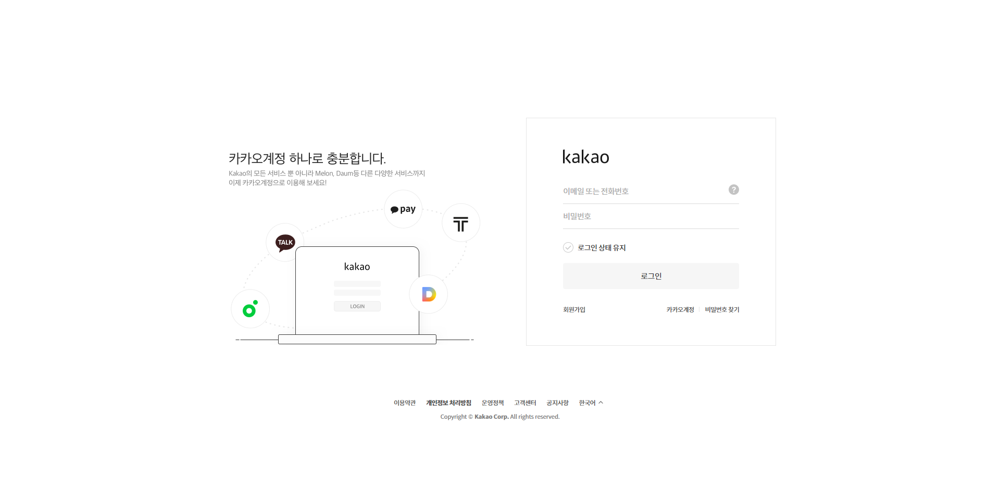 카카오계정 하나로 충분합니다.
Kakao의 모든 서비스 뿐 아니라 Melon, Daum등 다른 다양한 서비스까지
이제 카카오계정으로 이용해 보세요!
pay
TALK
kakao
LOGIN
kakao
이메일 또는 전화번호
?
비밀번호
로그인 상태 유지
로그인
회원가입 카카오계정 비밀번호 찾기
이용약관 개인정보 처리방침 운영정책 고객센터 공지사항 한국어
Copyright © Kakao Corp. All rights reserved.